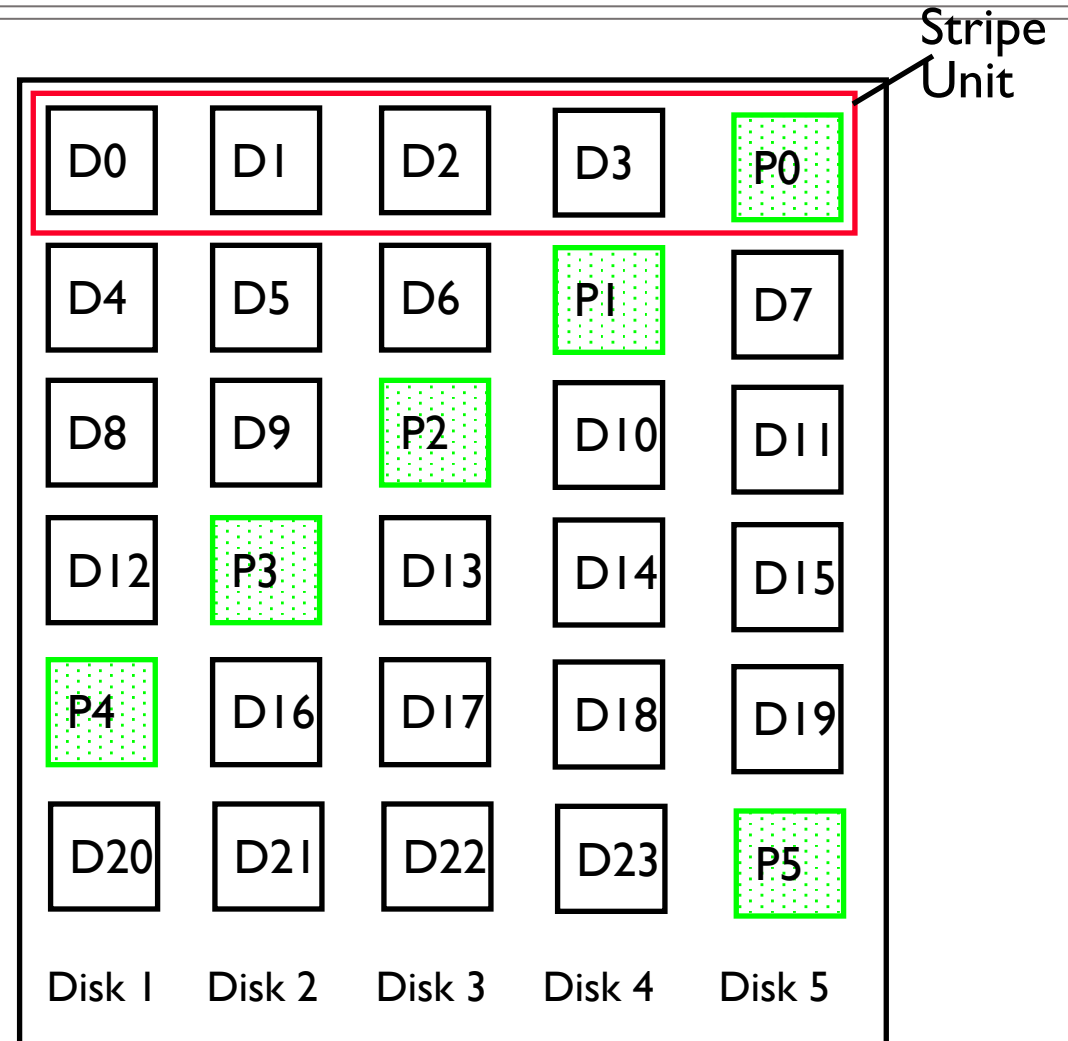 Stripe
Unit
D0 D1 D2 D3 P0
D4 D5 D6 P1 D7
D8 D9 P2 D10 D11
D12 P3 D13 D14 D15
P4 D16 D17 D18 D19
D20 D21 D22 D23 P5
Disk 1 Disk 2 Disk 3 Disk 4 Disk 5